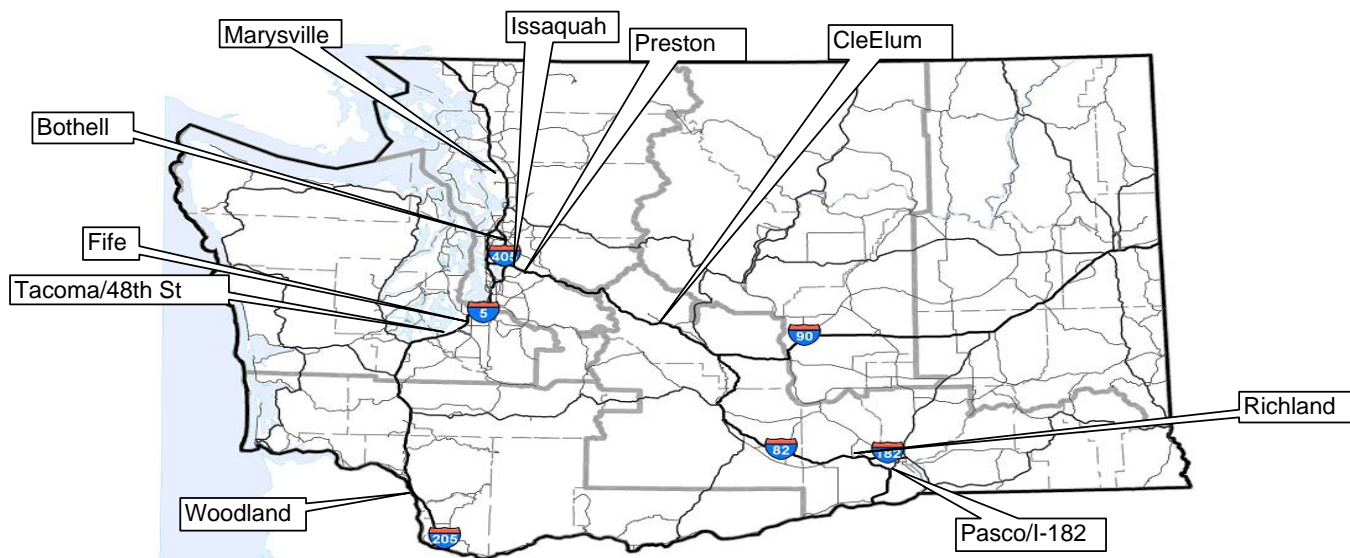 Issaquah
Marysville
Preston
CleElum
Bothell
Fife
405
Tacoma/48th St
5
90
Richland
82
182
Woodland
205
Pasco/I-182